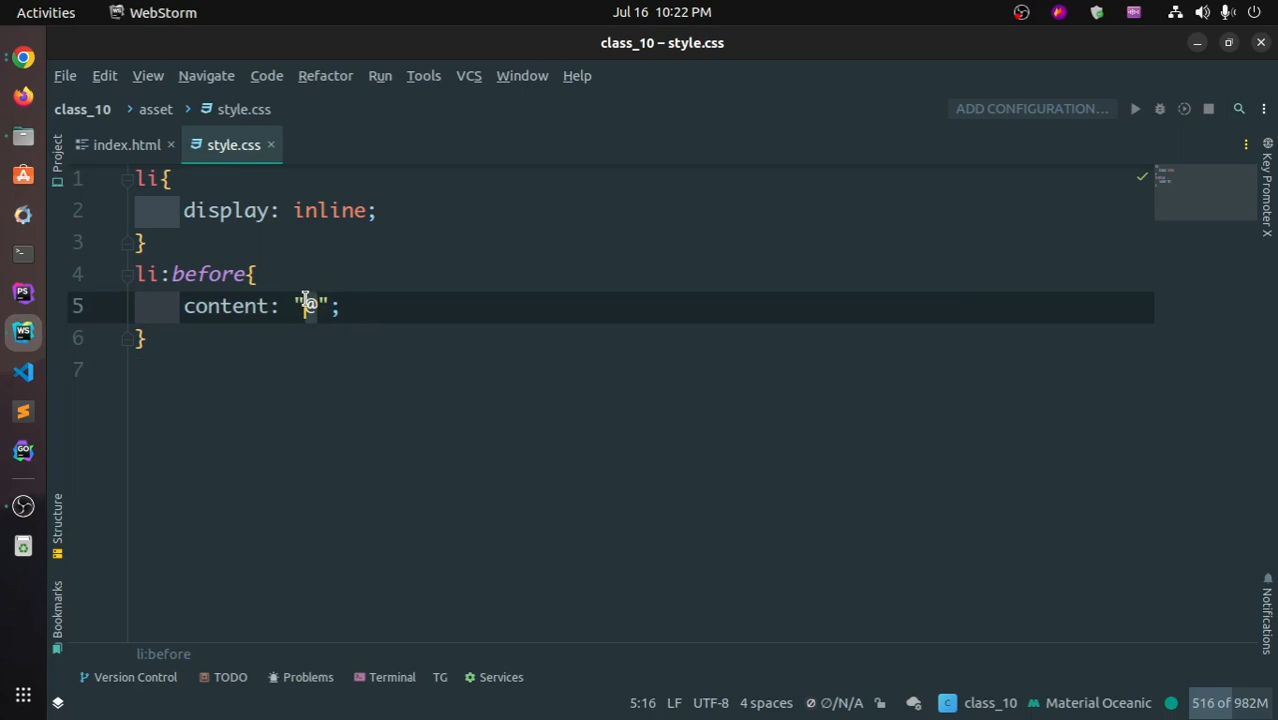 Activities WebStorm Jul 16 10:22 PM
class_10 – style.css
File Edit View Navigate Code Refactor Run Tools VCS Window Help
class_10 asset style.css ADD CONFIGURATION...
Project
index.html style.css
Key Promoter X
1 li{
2 display: inline;
3 }
4 li:before{
5 content: "@";
6 }
7
Structure
Bookmarks
Notifications
li:before
Version Control TODO Problems Terminal TG Services
5:16 LF UTF-8 4 spaces ∅/N/A C class_10 Material Oceanic 516 of 982M
PS
WS
GO